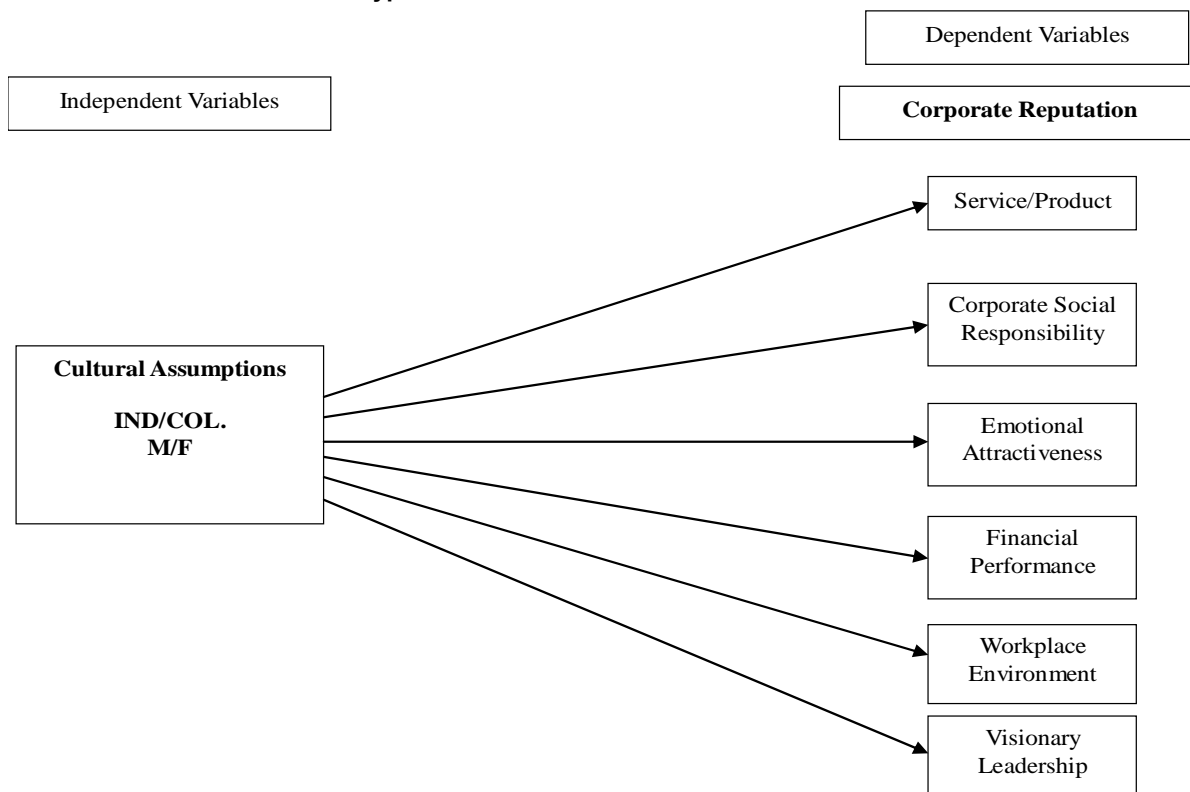 Dependent Variables
Independent Variables
Corporate Reputation
Service/Product
Corporate Social
Responsibility
Cultural Assumptions
IND/COL.
M/F
Emotional
Attractiveness
Financial
Performance
Workplace
Environment
Visionary
Leadership